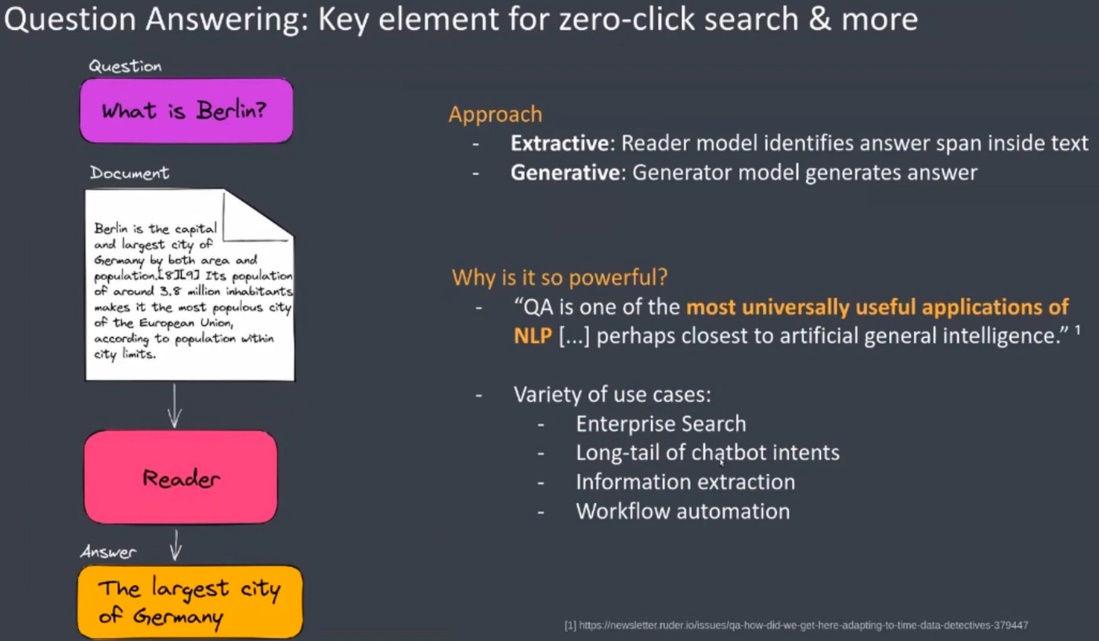 Question Answering: Key element for zero-click search & more
Question
What is Berlin?
Document
Berlin is the capital
and largest city of
Germany by both area and
population.[8][9] Its population
of around 3.8 million inhabitants
makes it the most populous city
of the European Union,
according to population within
city limits.
Reader
Answer
The largest city
of Germany
Approach
- Extractive: Reader model identifies answer span inside text
- Generative: Generator model generates answer
Why is it so powerful?
- “QA is one of the most universally useful applications of
NLP [...] perhaps closest to artificial general intelligence.” 1
- Variety of use cases:
- Enterprise Search
- Long-tail of chatbot intents
- Information extraction
- Workflow automation
[1] https://newsletter.ruder.io/issues/qa-how-did-we-get-here-adapting-to-time-data-detectives-379447